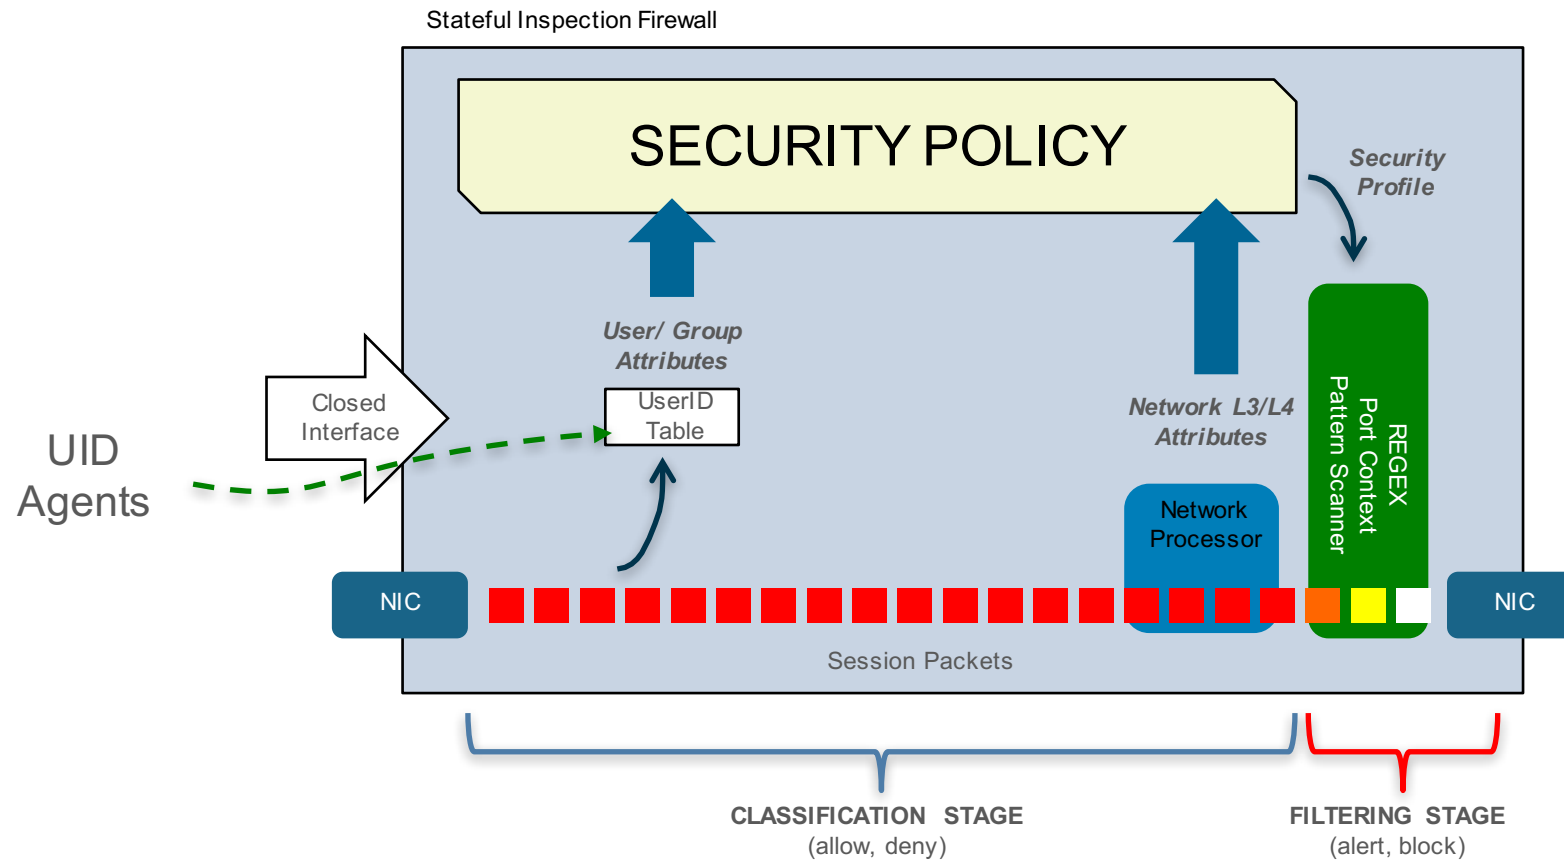 Stateful Inspection Firewall
SECURITY POLICY
Security
Profile
User/ Group
Attributes
Closed
Interface
UserID
Table
Network L3/L4
Attributes
REGEX
Port Context
Pattern Scanner
UID
Agents
Network
Processor
NIC
NIC
Session Packets
CLASSIFICATION STAGE
(allow, deny)
FILTERING STAGE
(alert, block)